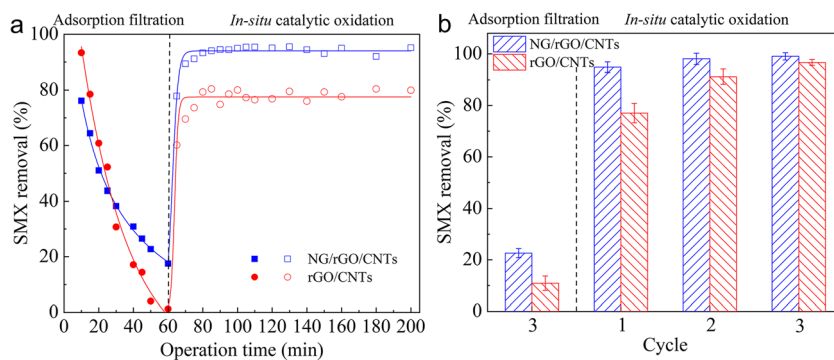 a
Adsorption filtration
In-situ catalytic oxidation
SMX removal (%)
100
80
60
40
20
0
NG/rGO/CNTs
rGO/CNTs
0 20 40 60 80 100 120 140 160 180 200
Operation time (min)
b
Adsorption filtration
In-situ catalytic oxidation
SMX removal (%)
100
80
60
40
20
0
NG/rGO/CNTs
rGO/CNTs
3 1 2 3
Cycle